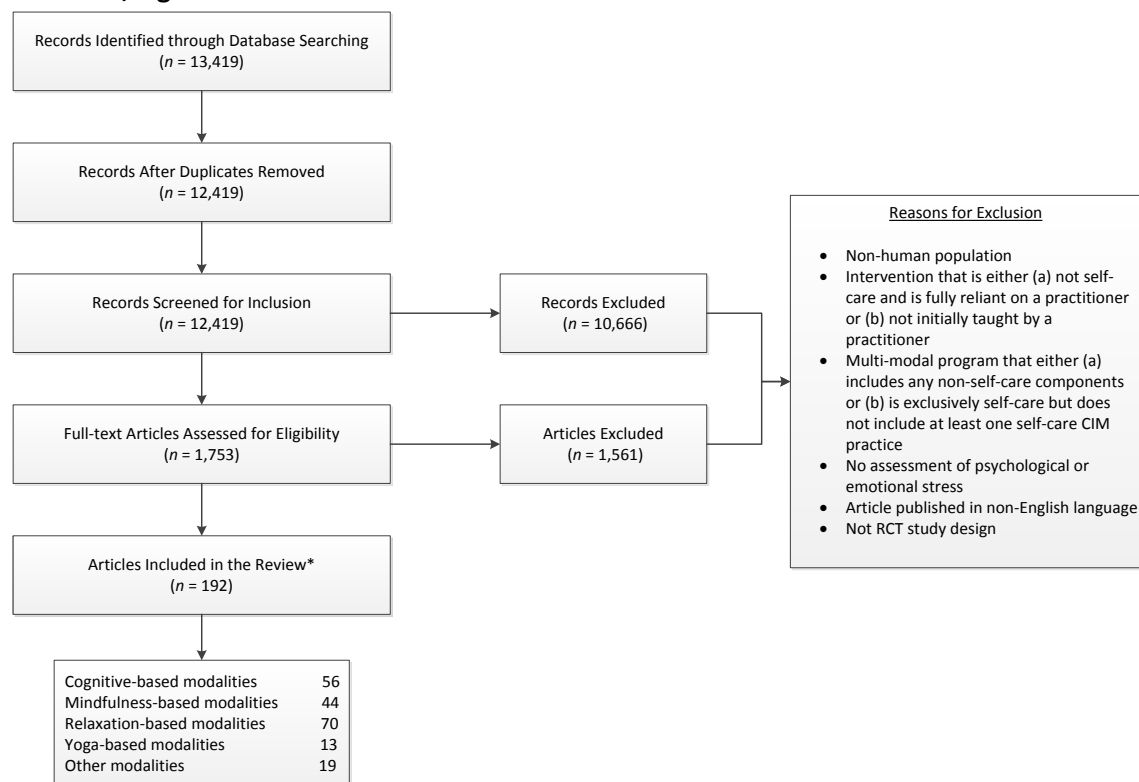 Records Identified through Database Searching
(n = 13,419)
Records After Duplicates Removed
(n = 12,419)
Records Screened for Inclusion
(n = 12,419)
Records Excluded
(n = 10,666)
Full-text Articles Assessed for Eligibility
(n = 1,753)
Articles Excluded
(n = 1,561)
Reasons for Exclusion
• Non-human population
• Intervention that is either (a) not self-
care and is fully reliant on a practitioner
or (b) not initially taught by a
practitioner
• Multi-modal program that either (a)
includes any non-self-care components
or (b) is exclusively self-care but does
not include at least one self-care CIM
practice
• No assessment of psychological or
emotional stress
• Article published in non-English language
• Not RCT study design
Articles Included in the Review*
(n = 192)
Cognitive-based modalities 56
Mindfulness-based modalities 44
Relaxation-based modalities 70
Yoga-based modalities 13
Other modalities 19